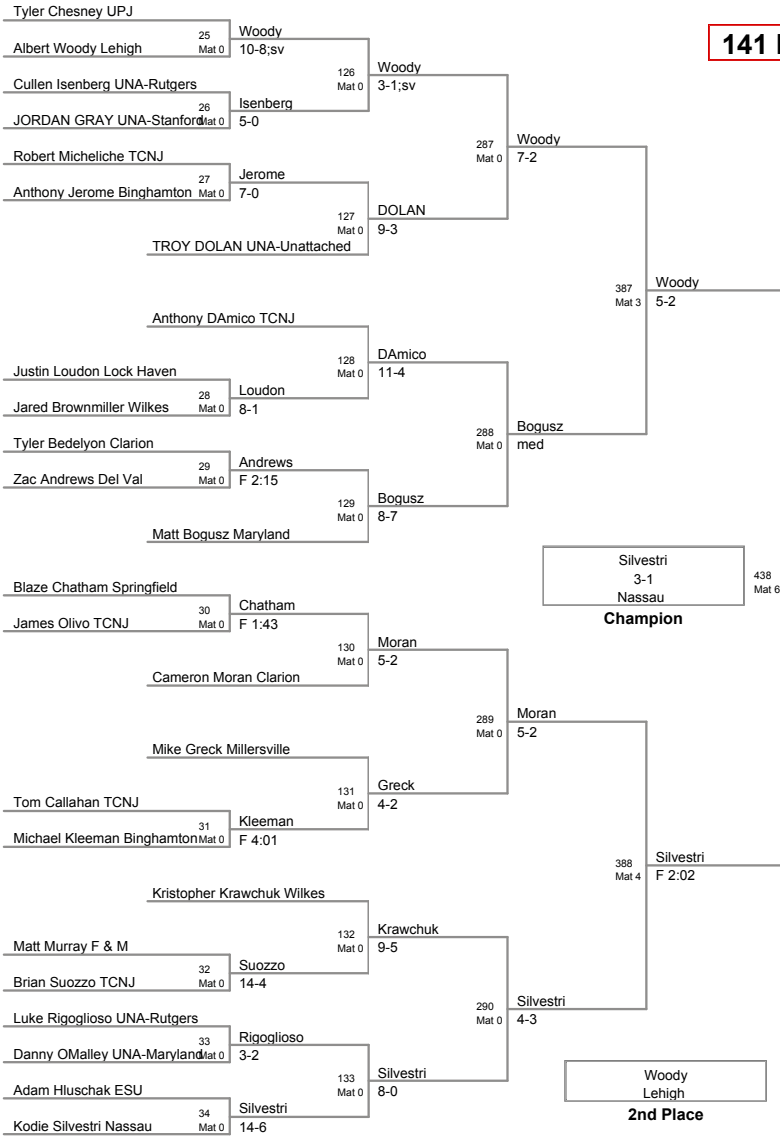 Tyler Chesney UPJ
141
25
Mat 0
Woody
10-8;sv
Albert Woody Lehigh
126
Mat 0
Woody
3-1;sv
Cullen Isenberg UNA-Rutgers
26
Mat 0
Isenberg
5-0
JORDAN GRAY UNA-Stanford
287
Mat 0
Woody
7-2
Robert Micheliche TCNJ
27
Mat 0
Jerome
7-0
Anthony Jerome Binghamton
127
Mat 0
DOLAN
9-3
TROY DOLAN UNA-Unattached
387
Mat 3
Woody
5-2
Anthony DAmico TCNJ
128
Mat 0
DAmico
11-4
Justin Loudon Lock Haven
28
Mat 0
Loudon
8-1
Jared Brownmiller Wilkes
288
Mat 0
Bogusz
med
Tyler Bedelyon Clarion
29
Mat 0
Andrews
F 2:15
Zac Andrews Del Val
129
Mat 0
Bogusz
8-7
Matt Bogusz Maryland
Silvestri
3-1
Nassau
438
Mat 6
Champion
Blaze Chatham Springfield
30
Mat 0
Chatham
F 1:43
James Olivo TCNJ
130
Mat 0
Moran
5-2
Cameron Moran Clarion
289
Mat 0
Moran
5-2
Mike Greck Millersville
131
Mat 0
Greck
4-2
Tom Callahan TCNJ
31
Mat 0
Kleeman
F 4:01
Michael Kleeman Binghamton
388
Mat 4
Silvestri
F 2:02
Kristopher Krawchuk Wilkes
132
Mat 0
Krawchuk
9-5
Matt Murray F & M
32
Mat 0
Suozzo
14-4
Brian Suozzo TCNJ
290
Mat 0
Silvestri
4-3
Luke Rigoglioso UNA-Rutgers
33
Mat 0
Rigoglioso
3-2
Danny OMalley UNA-Maryland
133
Mat 0
Silvestri
8-0
Adam Hluschak ESU
34
Mat 0
Silvestri
14-6
Kodie Silvestri Nassau
Woody
Lehigh
2nd Place